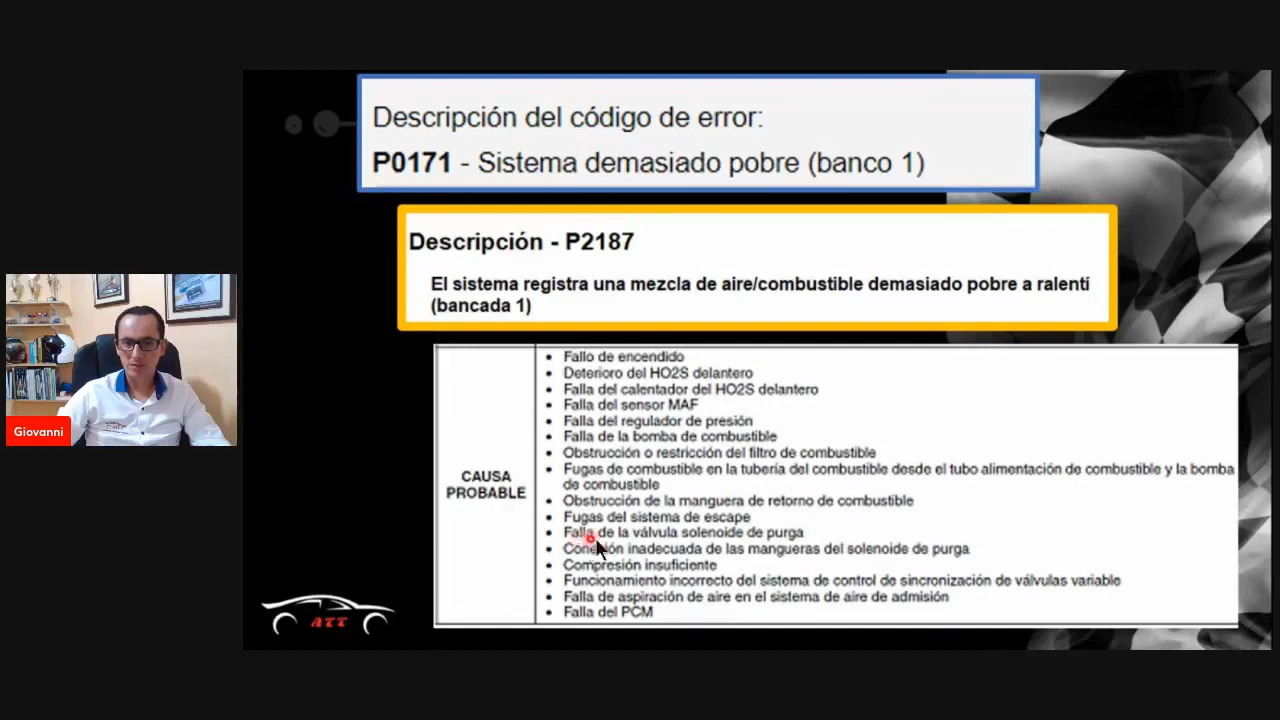 Descripción del código de error:
P0171 - Sistema demasiado pobre (banco 1)
Descripción - P2187
El sistema registra una mezcla de aire/combustible demasiado pobre a ralentí
(bancada 1)
CAUSA
PROBABLE
• Fallo de encendido
• Deterioro del HO2S delantero
• Falla del calentador del HO2S delantero
• Falla del sensor MAF
• Falla del regulador de presión
• Falla de la bomba de combustible
• Obstrucción o restricción del filtro de combustible
• Fugas de combustible en la tubería del combustible desde el tubo alimentación de combustible y la bomba
de combustible
• Obstrucción de la manguera de retorno de combustible
• Fugas del sistema de escape
• Falla de la válvula solenoide de purga
• Conexión inadecuada de las mangueras del solenoide de purga
• Compresión insuficiente
• Funcionamiento incorrecto del sistema de control de sincronización de válvulas variable
• Falla de aspiración de aire en el sistema de aire de admisión
• Falla del PCM
Giovanni
ATT